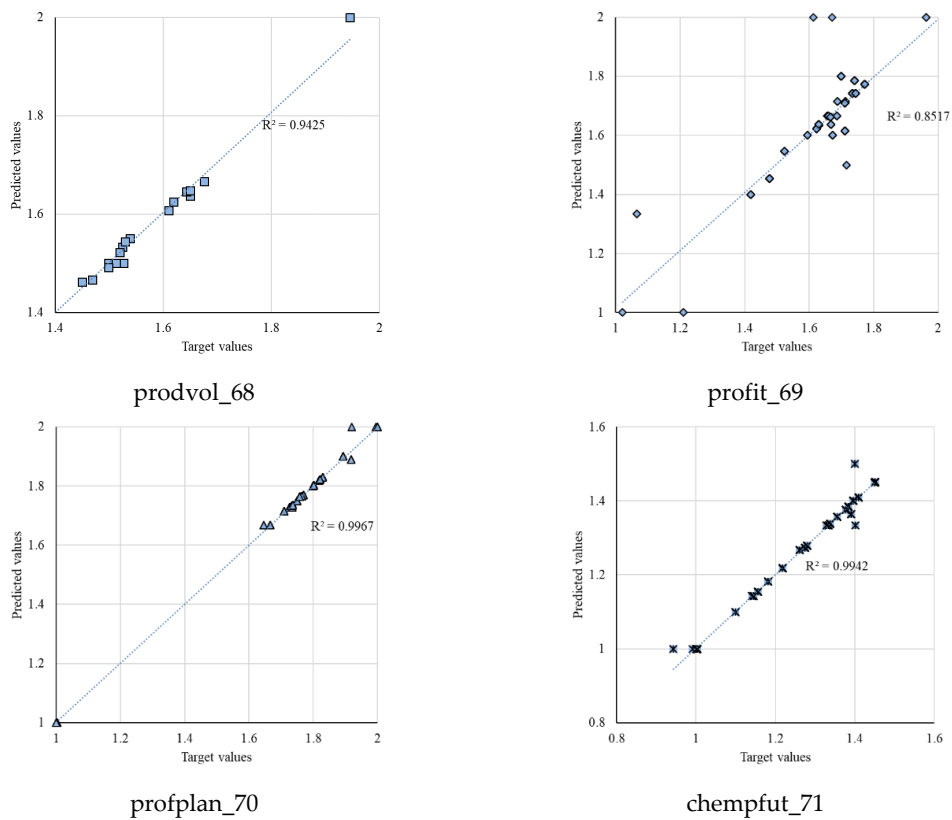 2
1.8
1.6
1.4
Predicted values
R² = 0.9425
1.4 1.6 1.8 2
Target values
prodvol_68
2
1.8
1.6
1.4
1.2
1
Predicted values
R² = 0.8517
1 1.2 1.4 1.6 1.8 2
Target values
profit_69
2
1.8
1.6
1.4
1.2
1
Predicted values
R² = 0.9967
1 1.2 1.4 1.6 1.8 2
Target values
profplan_70
1.6
1.4
1.2
1
0.8
Predicted values
R² = 0.9942
0.8 1 1.2 1.4 1.6
Target values
chempfut_71